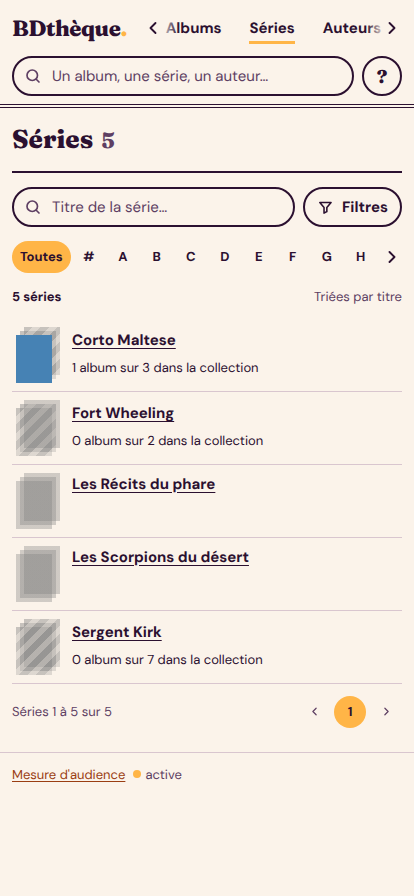 BDthèque. Albums Séries Auteurs
Un album, une série, un auteur... ?
Séries 5
Titre de la série... Filtres
Toutes # A B C D E F G H
5 séries Triées par titre
Corto Maltese
1 album sur 3 dans la collection
Fort Wheeling
0 album sur 2 dans la collection
Les Récits du phare
Les Scorpions du désert
Sergent Kirk
0 album sur 7 dans la collection
Séries 1 à 5 sur 5 1
Mesure d'audience active